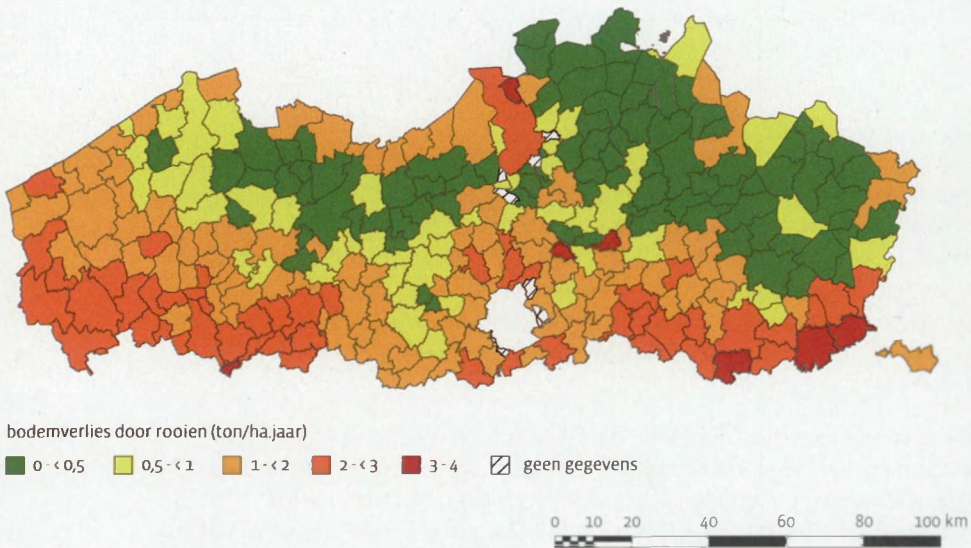 bodemverlies door rooien (ton/ha.jaar)
0 - < 0,5 0,5 - < 1 1 - < 2 2 - < 3 3 - 4 geen gegevens
0 10 20 40 60 80 100 km